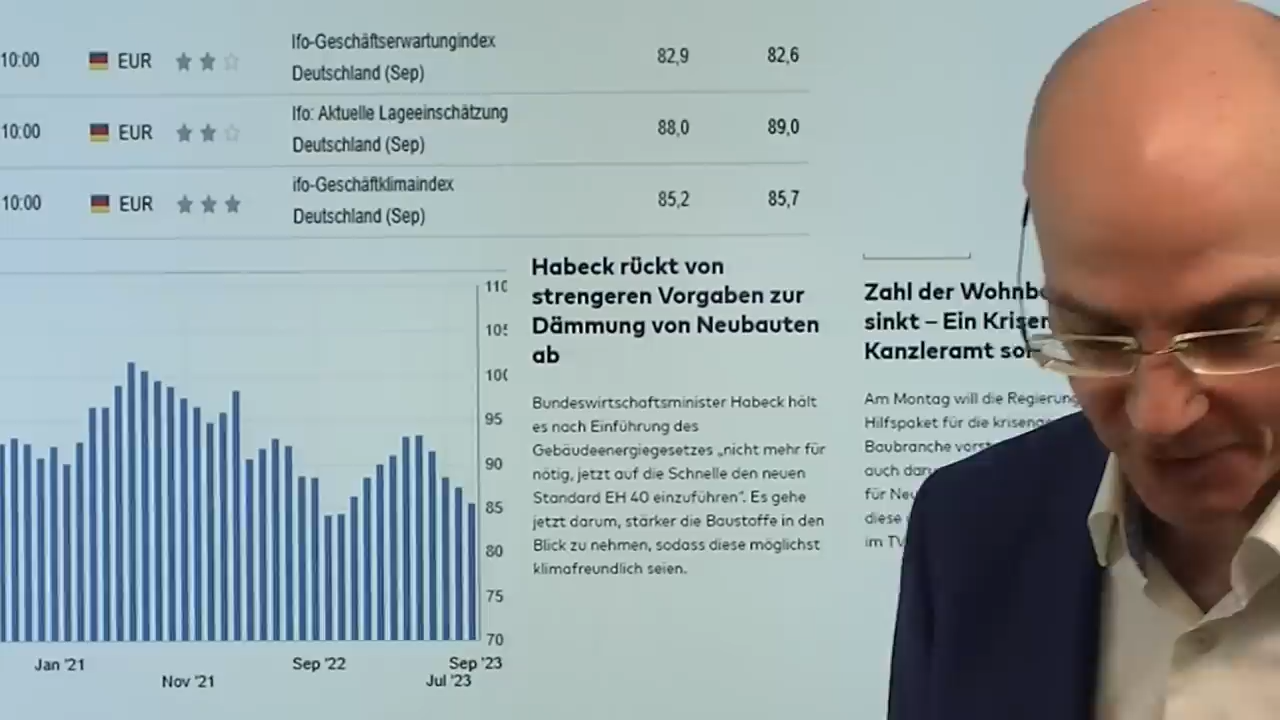 Ifo-Geschäftserwartungindex
10:00 EUR 82,9 82,6
Deutschland (Sep)
Ifo: Aktuelle Lageeinschätzung
10:00 EUR 88,0 89,0
Deutschland (Sep)
ifo-Geschäftklimaindex
10:00 EUR 85,2 85,7
Deutschland (Sep)
110
105
100
95
90
85
80
75
70
Jan '21
Nov '21
Sep '22
Jul '23
Sep '23
Habeck rückt von
strengeren Vorgaben zur
Dämmung von Neubauten
ab
Bundeswirtschaftsminister Habeck hält
es nach Einführung des
Gebäudeenergiegesetzes „nicht mehr für
nötig, jetzt auf die Schnelle den neuen
Standard EH 40 einzuführen“. Es gehe
jetzt darum, stärker die Baustoffe in den
Blick zu nehmen, sodass diese möglichst
klimafreundlich seien.
Zahl der
sinkt – Ein
Kanzleramt
Am Montag will die Regierung
Hilfspaket für die
Baubranche
auch
für
diese
im